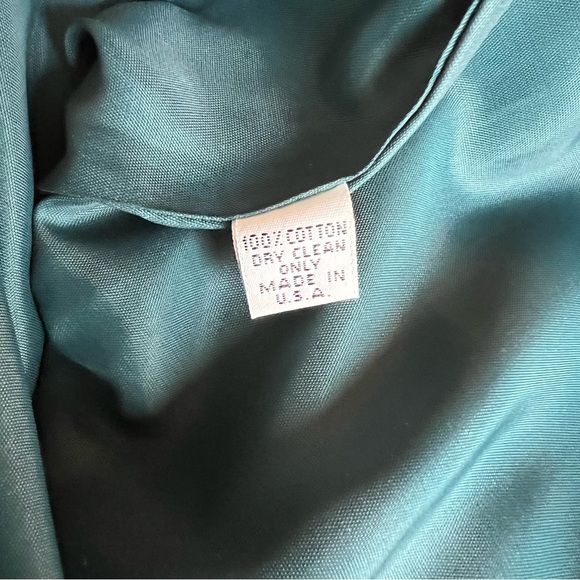 100% COTTON
DRY CLEAN
ONLY
MADE IN
U.S.A.